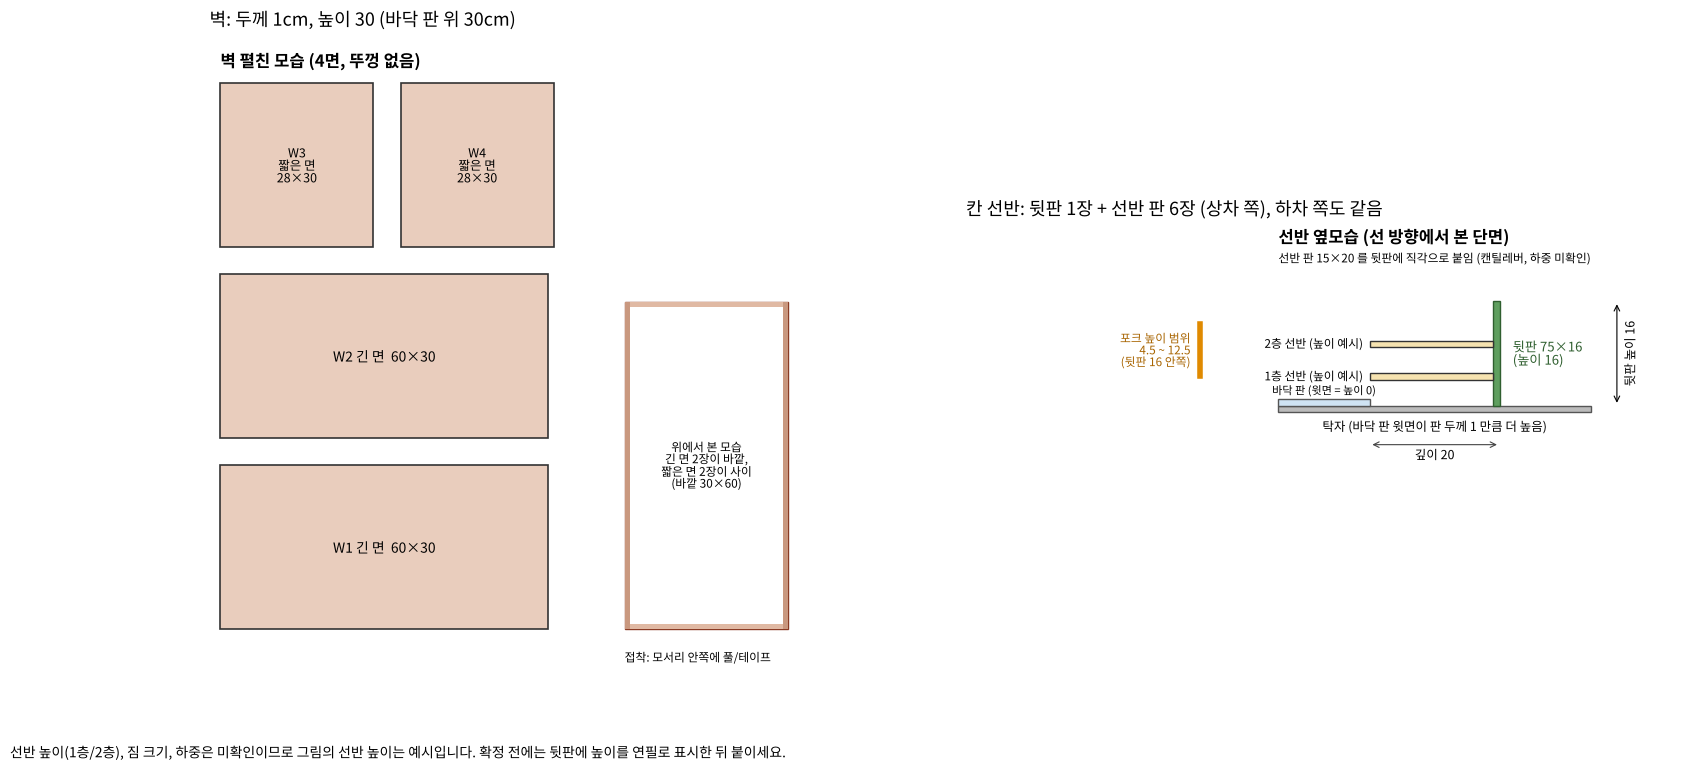 벽: 두께 1cm, 높이 30 (바닥 판 위 30cm)
벽 펼친 모습 (4면, 뚜껑 없음)
W3
짧은 면
28×30
W4
짧은 면
28×30
W2 긴 면 60×30
W1 긴 면 60×30
위에서 본 모습
긴 면 2장이 바깥,
짧은 면 2장이 사이
(바깥 30×60)
접착: 모서리 안쪽에 풀/테이프
칸 선반: 뒷판 1장 + 선반 판 6장 (상차 쪽), 하차 쪽도 같음
선반 옆모습 (선 방향에서 본 단면)
선반 판 15×20 를 뒷판에 직각으로 붙임 (캔틸레버, 하중 미확인)
포크 높이 범위
4.5 ~ 12.5
(뒷판 16 안쪽)
2층 선반 (높이 예시)
1층 선반 (높이 예시)
바닥 판 (윗면 = 높이 0)
뒷판 75×16
(높이 16)
뒷판 높이 16
탁자 (바닥 판 윗면이 판 두께 1 만큼 더 높음)
깊이 20
선반 높이(1층/2층), 짐 크기, 하중은 미확인이므로 그림의 선반 높이는 예시입니다. 확정 전에는 뒷판에 높이를 연필로 표시한 뒤 붙이세요.